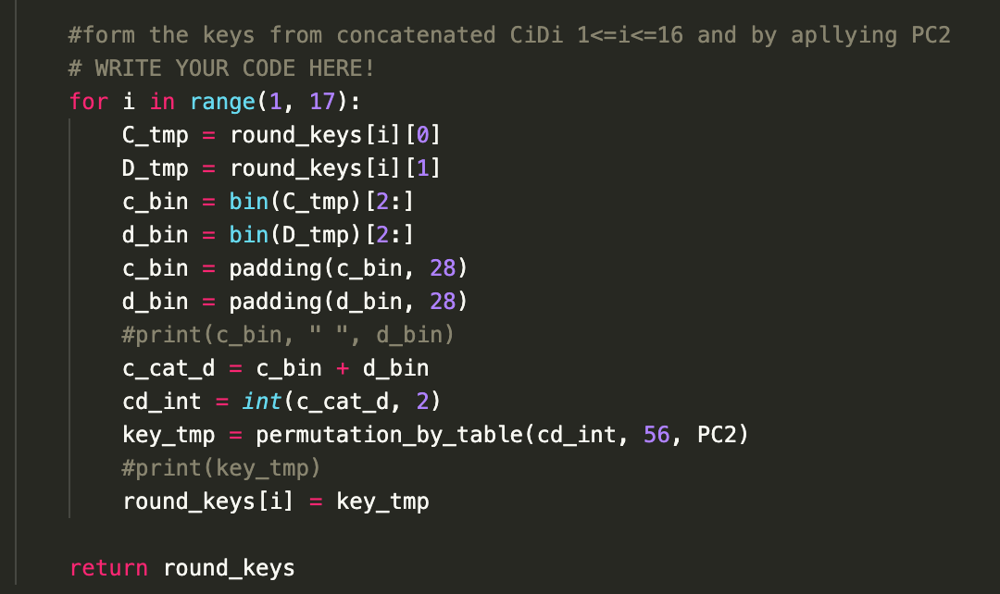 #form the keys from concatenated CiDi 1<=i<=16 and by apllying PC2
# WRITE YOUR CODE HERE!
for i in range(1, 17):
    C_tmp = round_keys[i][0]
    D_tmp = round_keys[i][1]
    c_bin = bin(C_tmp)[2:]
    d_bin = bin(D_tmp)[2:]
    c_bin = padding(c_bin, 28)
    d_bin = padding(d_bin, 28)
    #print(c_bin, " ", d_bin)
    c_cat_d = c_bin + d_bin
    cd_int = int(c_cat_d, 2)
    key_tmp = permutation_by_table(cd_int, 56, PC2)
    #print(key_tmp)
    round_keys[i] = key_tmp
return round_keys